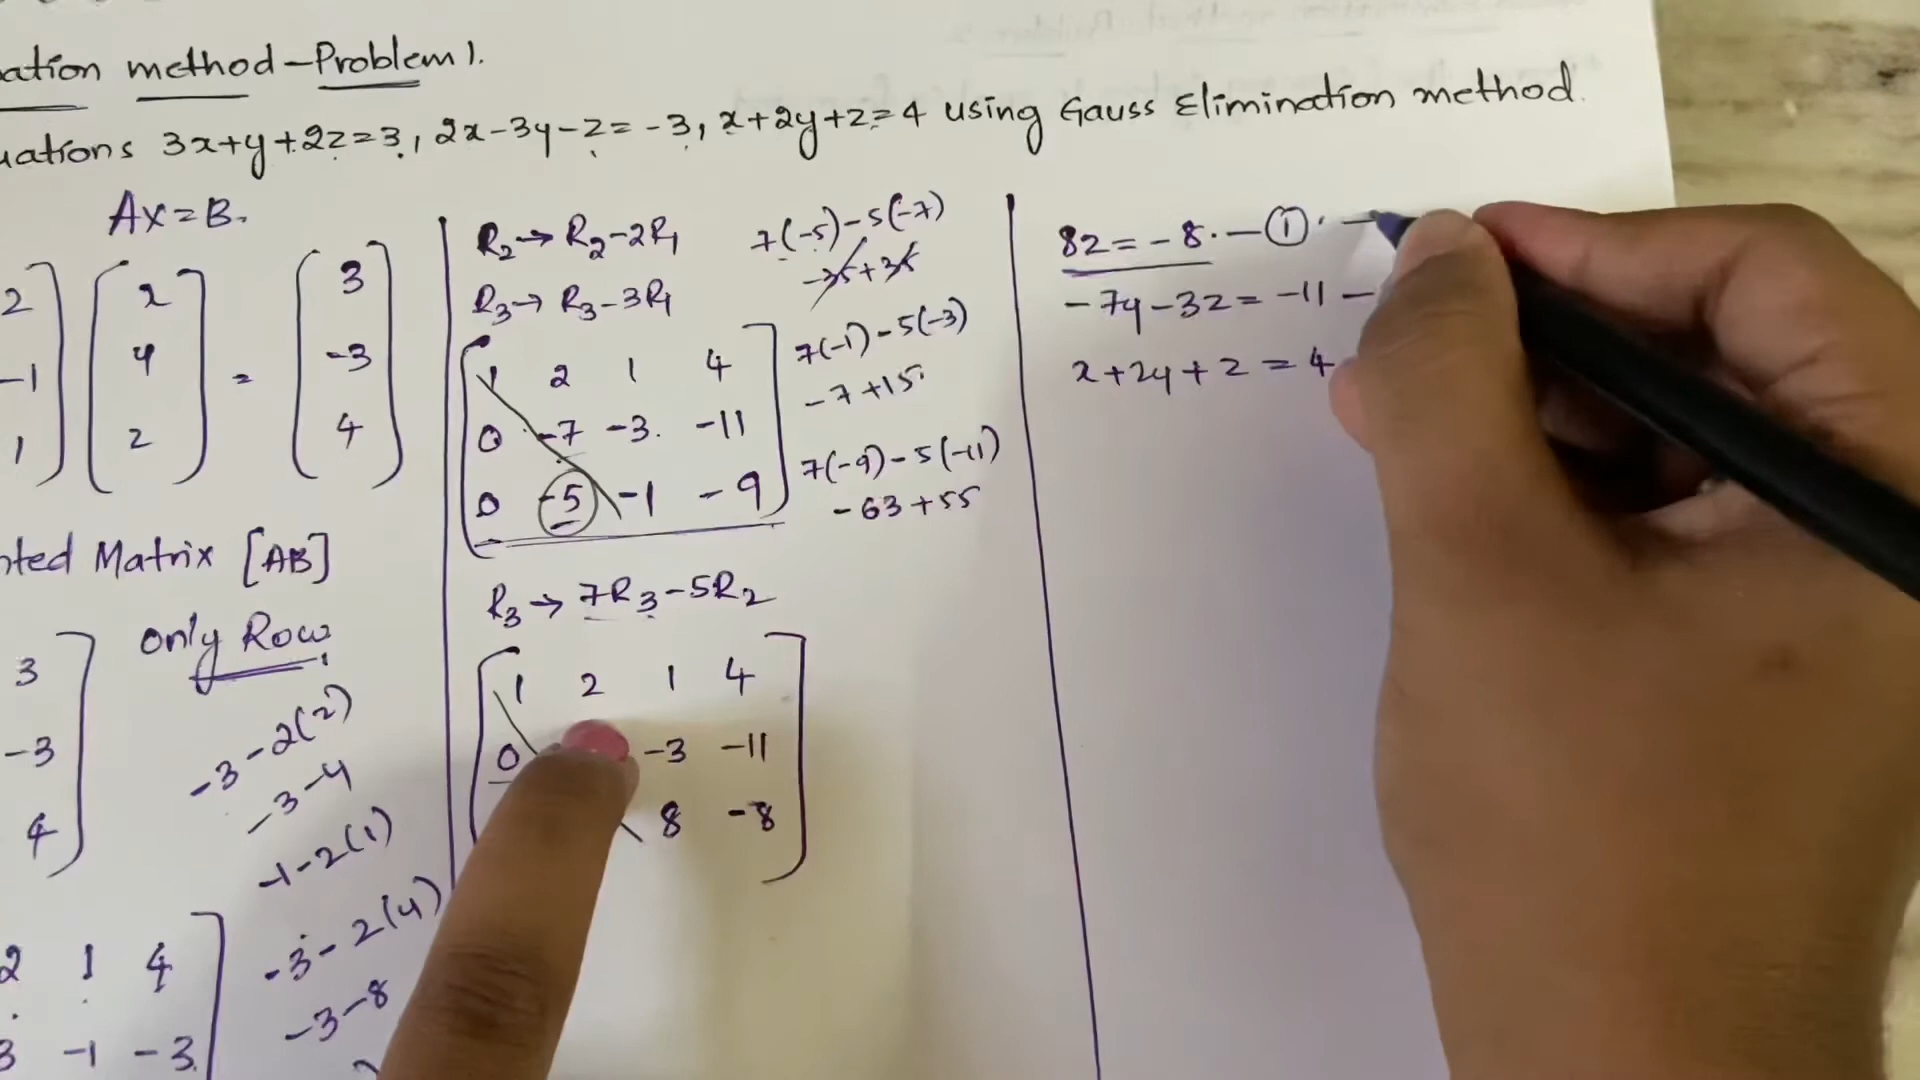 ation method-Problem 1.
uations 3x+y+2z=3, 2x-3y-z=-3, x+2y+z=4 using Gauss Elimination method.
AX=B.
2
-1
1
x
y
z
=
3
-3
4
nted Matrix [AB]
only Row
3
-3
4
-3-2(2)
-3-4
-1-2(1)
-3-2(4)
-3-8
2 1 4
3 -1 -3
R2→R2-2R1
R3→R3-3R1
1 2 1 4
0 -7 -3 -11
0 -5 -1 -9
7(-5)-5(-7)
-35+35
7(-1)-5(-3)
-7+15
7(-9)-5(-11)
-63+55
R3→7R3-5R2
1 2 1 4
0 -3 -11
8 -8
8z=-8.-①.-
-7y-3z=-11-
x+2y+z=4